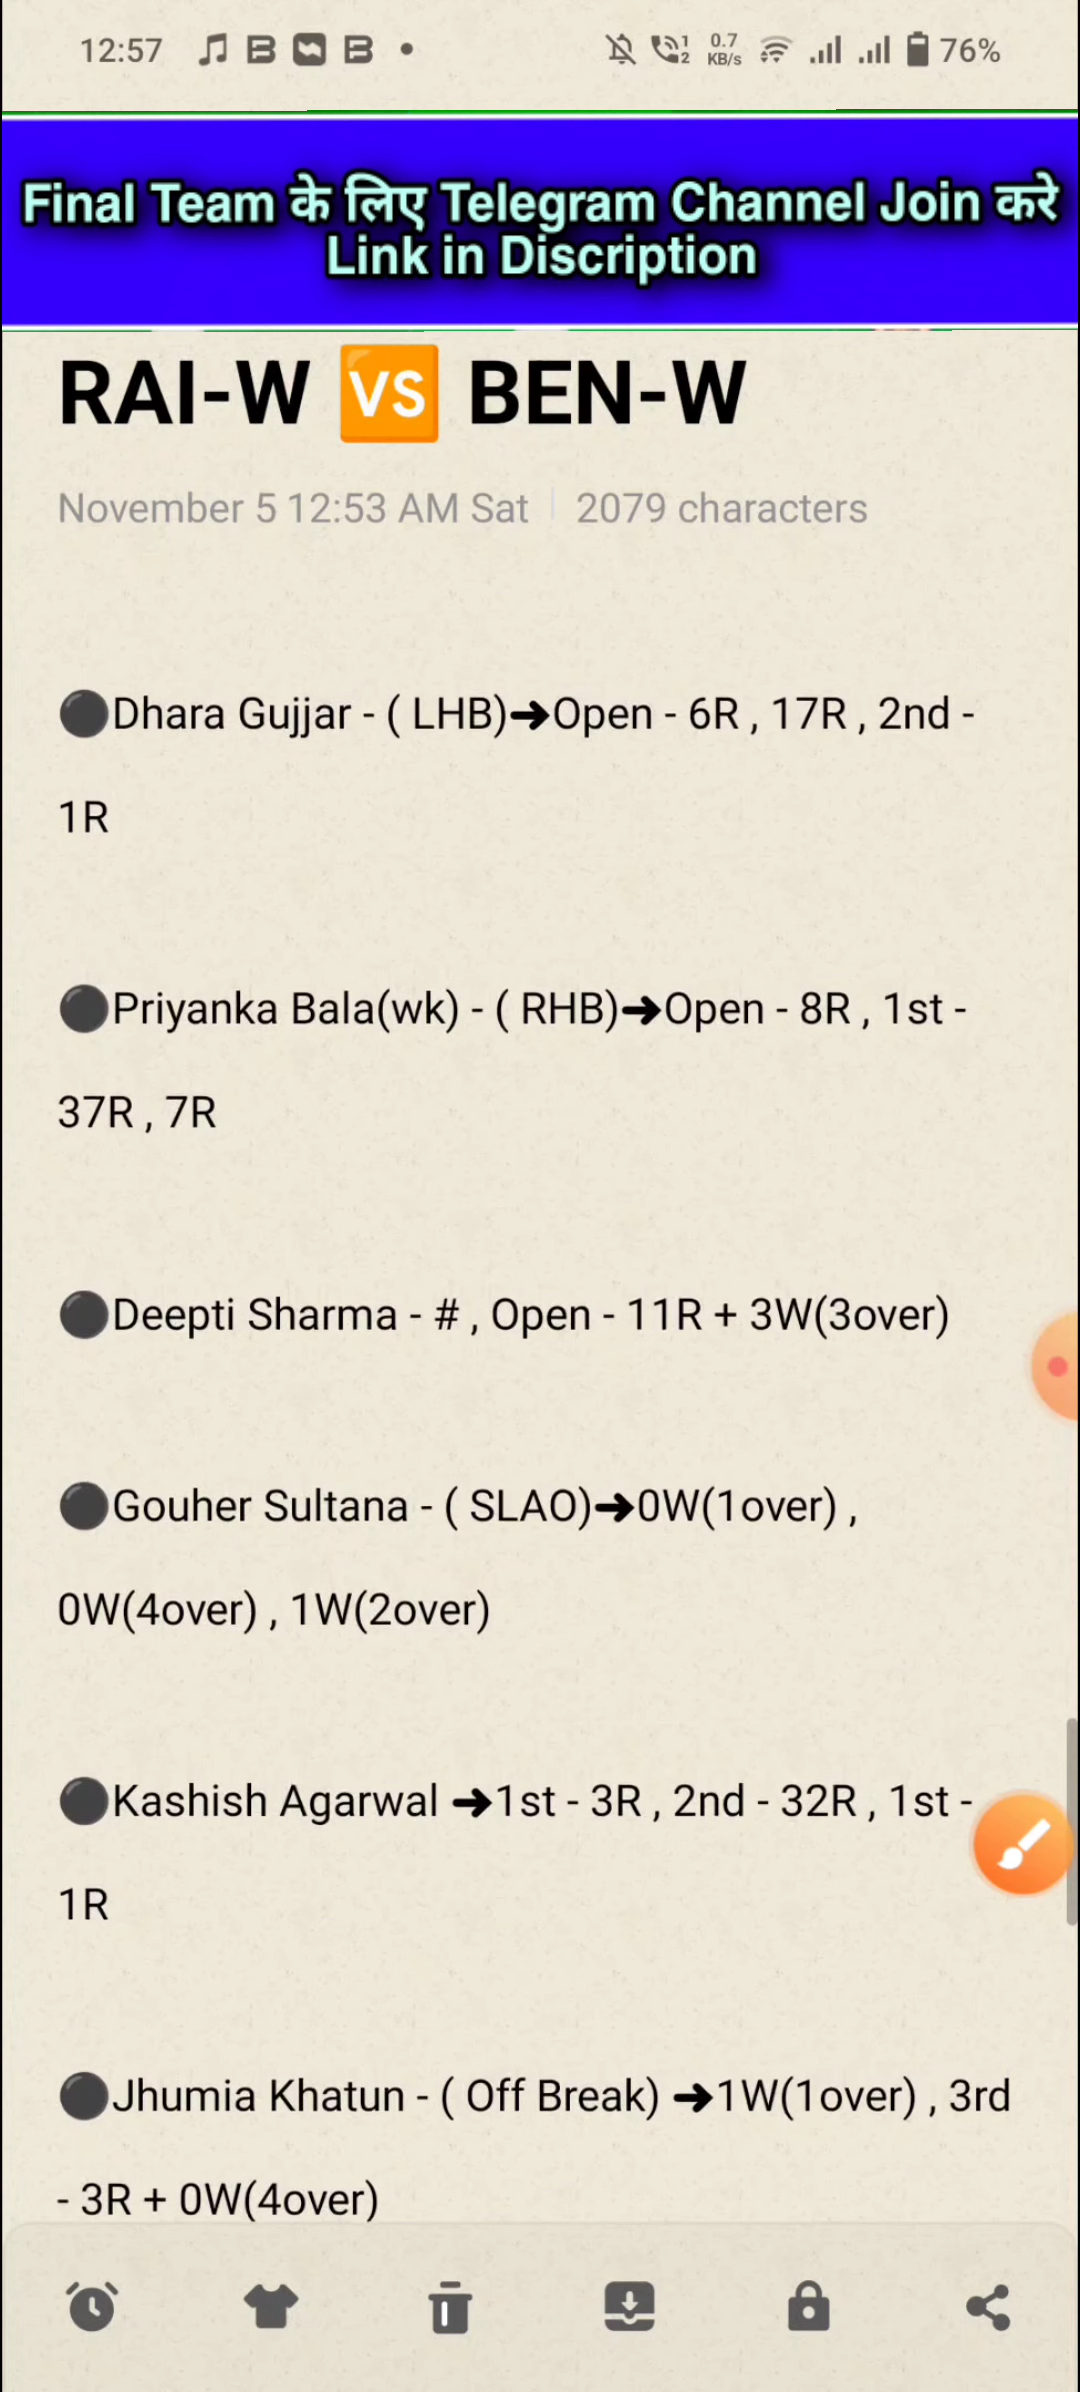 12:57
0.7
KB/s
76%
Final Team के लिए Telegram Channel Join करे
Link in Discription
RAI-W VS BEN-W
November 5 12:53 AM Sat | 2079 characters
⚫Dhara Gujjar - ( LHB)➜Open - 6R , 17R , 2nd -
1R
⚫Priyanka Bala(wk) - ( RHB)➜Open - 8R , 1st -
37R , 7R
⚫Deepti Sharma - # , Open - 11R + 3W(3over)
⚫Gouher Sultana - ( SLAO)➜0W(1over) ,
0W(4over) , 1W(2over)
⚫Kashish Agarwal ➜1st - 3R , 2nd - 32R , 1st -
1R
⚫Jhumia Khatun - ( Off Break) ➜1W(1over) , 3rd
- 3R + 0W(4over)